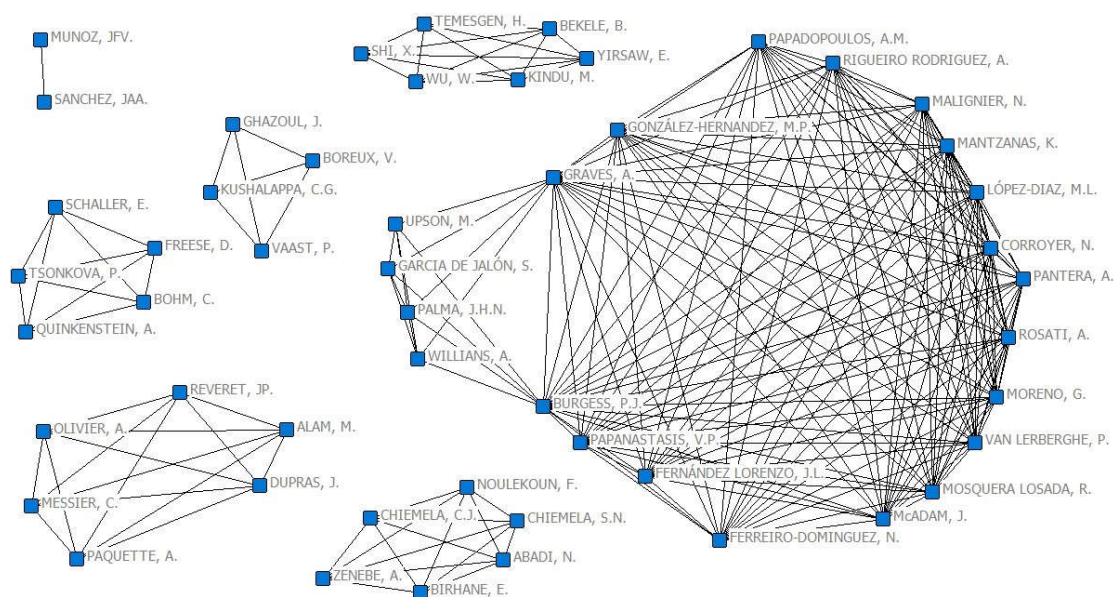 MUNOZ, JFV.
SANCHEZ, JAA.
TEMESGEN, H.
BEKELE, B.
SHI, X.
YIRSAW, E.
WU, W.
KINDU, M.
GHAZOUL, J.
BOREUX, V.
KUSHALAPPA, C.G.
VAAST, P.
SCHALLER, E.
FREESE, D.
TSONKOVA, P.
BOHM, C.
QUINKENSTEIN, A.
REVERET, JP.
OLIVIER, A.
ALAM, M.
DUPRAS, J.
MESSIER, C.
PAQUETTE, A.
NOULEKOUN, F.
CHIEMELA, C.J.
CHIEMELA, S.N.
ABADI, N.
ZENEBE, A.
BIRHANE, E.
PAPADOPOULOS, A.M.
RIGUEIRO RODRIGUEZ, A.
MALIGNIER, N.
GONZÁLEZ-HERNANDEZ, M.P.
MANTZANAS, K.
GRAVES, A.
LÓPEZ-DIAZ, M.L.
UPSON, M.
CORROYER, N.
GARCIA DE JALÓN, S.
PANTERA, A.
PALMA, J.H.N.
ROSATI, A.
WILLIANS, A.
MORENO, G.
BURGESS, P.J.
PAPANASTASIS, V.P.
VAN LERBERGHE, P.
FERNÁNDEZ LORENZO, J.L.
MOSQUERA LOSADA, R.
McADAM, J.
FERREIRO-DOMINGUEZ, N.